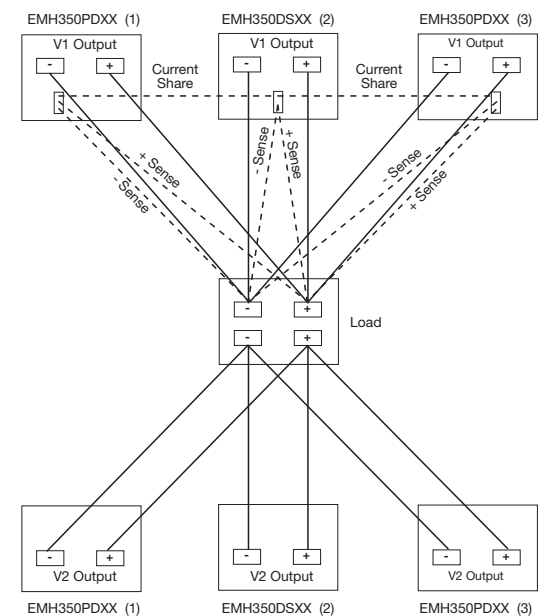 EMH350PDXX (1)
EMH350DSXX (2)
EMH350PDXX (3)
V1 Output
V1 Output
V1 Output
- +
- +
- +
Current
Share
Current
Share
+ Sense
- Sense
- Sense
+ Sense
- Sense
+ Sense
- +
Load
- +
- +
- +
- +
V2 Output
V2 Output
V2 Output
EMH350PDXX (1)
EMH350DSXX (2)
EMH350PDXX (3)